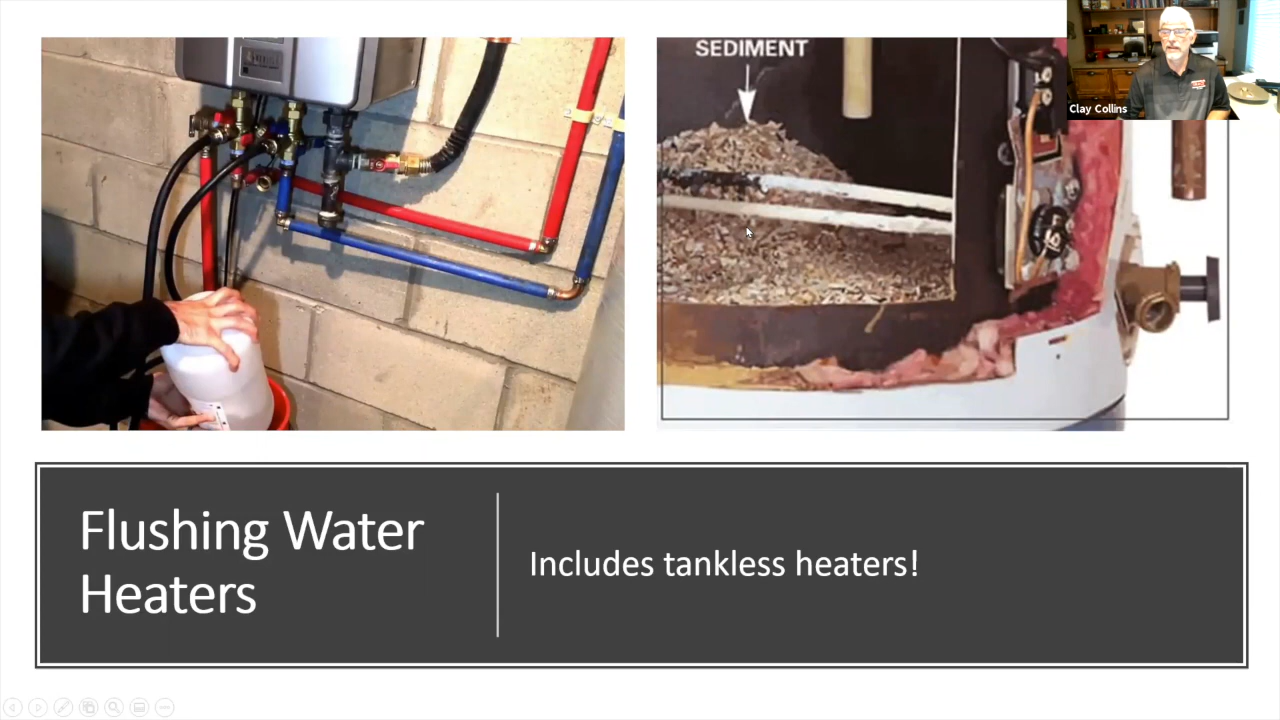 SEDIMENT
Clay Collins
Flushing Water
Heaters
Includes tankless heaters!